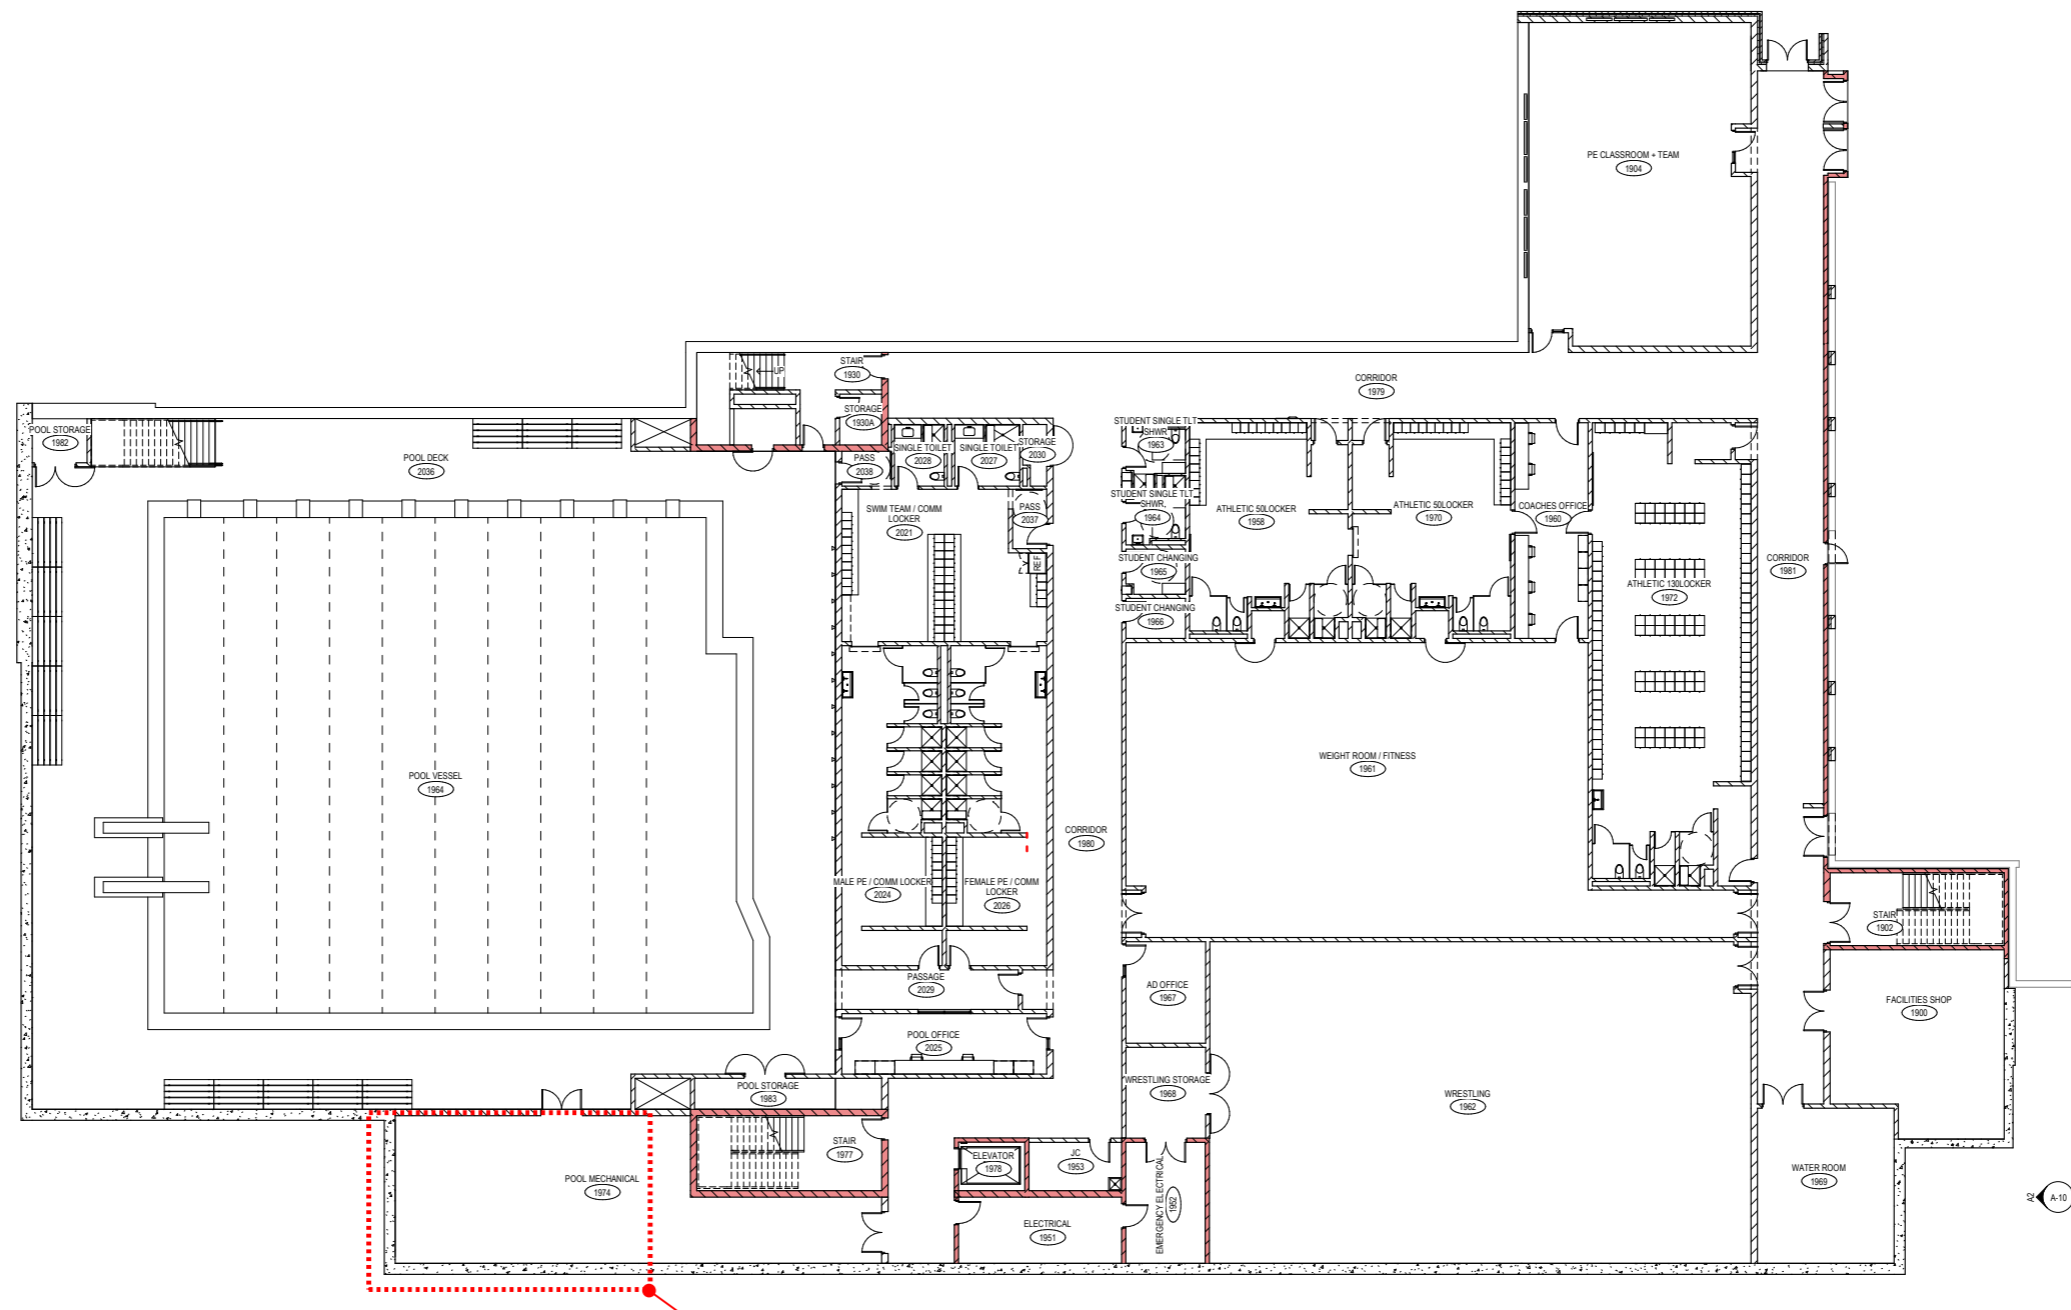 PE CLASSROOM + TEAM
1904
STAIR
1930
UP
CORRIDOR
1979
STORAGE
1930A
POOL STORAGE
1982
POOL DECK
2036
PASS
2038
SINGLE TOILET
2028
SINGLE TOILET
2027
STORAGE
2030
STUDENT SINGLE TLT
SHWR
1963
STUDENT SINGLE TLT
SHWR.
1964
SWIM TEAM / COMM
LOCKER
2021
PASS
2037
REF
ATHLETIC 50LOCKER
1958
ATHLETIC 50LOCKER
1970
COACHES OFFICE
1960
STUDENT CHANGING
1965
STUDENT CHANGING
1966
ATHLETIC 130LOCKER
1972
CORRIDOR
1981
POOL VESSEL
1964
WEIGHT ROOM / FITNESS
1961
CORRIDOR
1980
MALE PE / COMM LOCKER
2024
FEMALE PE / COMM
LOCKER
2026
STAIR
1902
PASSAGE
2029
AD OFFICE
1967
FACILITIES SHOP
1900
POOL OFFICE
2025
POOL STORAGE
1983
WRESTLING STORAGE
1968
WRESTLING
1962
STAIR
1977
ELEVATOR
1978
JC
1953
POOL MECHANICAL
1974
EMERGENCY ELECTRICAL
1952
WATER ROOM
1969
A2
A-10
ELECTRICAL
1951